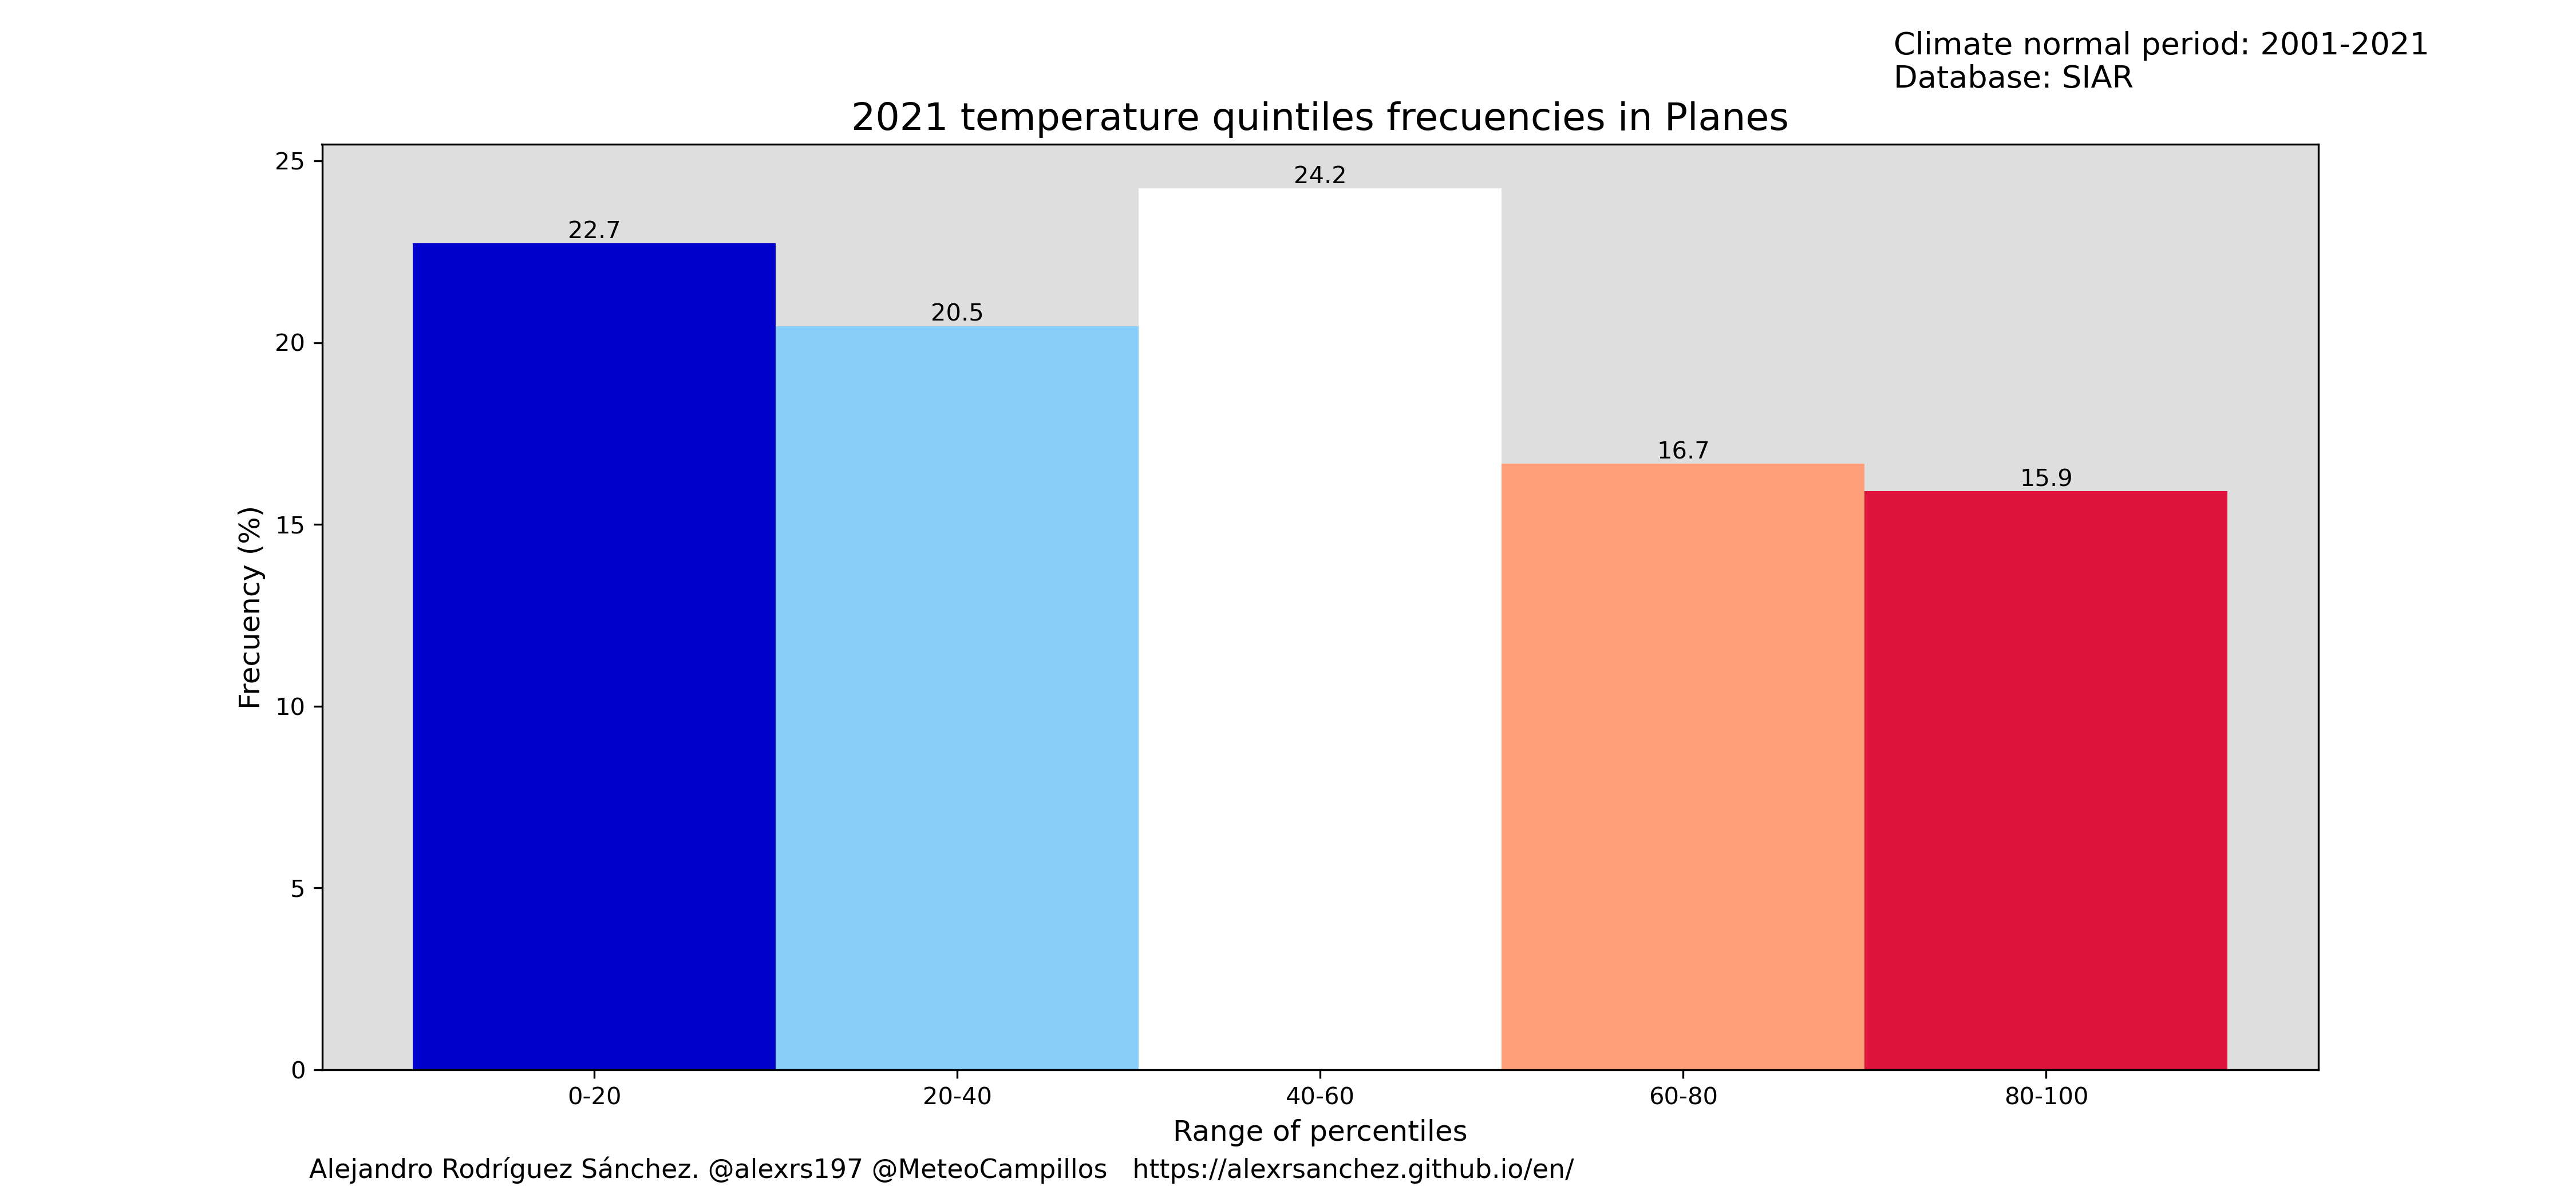 Climate normal period: 2001-2021
Database: SIAR
2021 temperature quintiles frecuencies in Planes
25
20
15
10
5
0
Frecuency (%)
22.7
20.5
24.2
16.7
15.9
0-20
20-40
40-60
60-80
80-100
Range of percentiles
Alejandro Rodríguez Sánchez. @alexrs197 @MeteoCampillos   https://alexrsanchez.github.io/en/